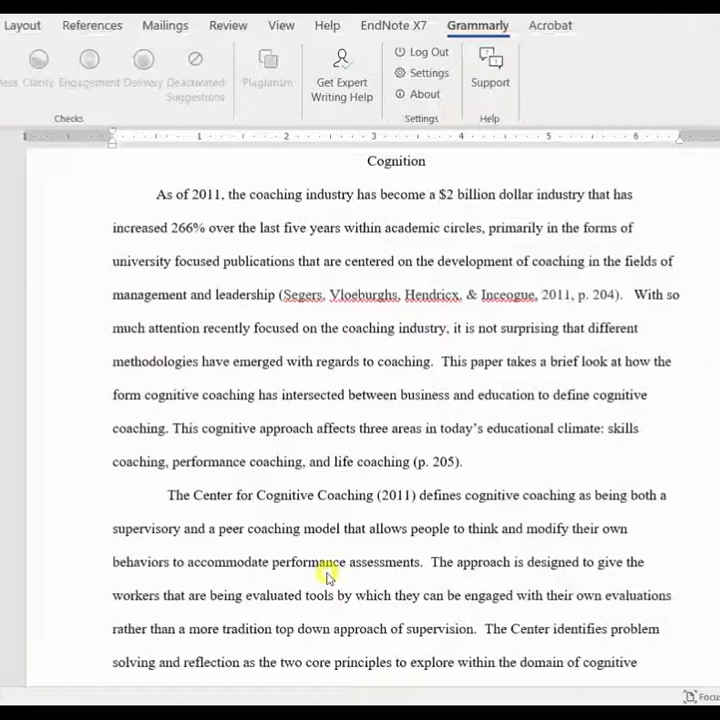 Layout References Mailings Review View Help EndNote X7 Grammarly Acrobat
Clarity Engagement Delivery Deactivated Suggestions Plagiarism Get Expert Writing Help Log Out Settings About Support
Checks Settings Help
1 2 3 4 5 6
Cognition
As of 2011, the coaching industry has become a $2 billion dollar industry that has
increased 266% over the last five years within academic circles, primarily in the forms of
university focused publications that are centered on the development of coaching in the fields of
management and leadership (Segers, Vloeburghs, Hendricx, & Inceogue, 2011, p. 204). With so
much attention recently focused on the coaching industry, it is not surprising that different
methodologies have emerged with regards to coaching. This paper takes a brief look at how the
form cognitive coaching has intersected between business and education to define cognitive
coaching. This cognitive approach affects three areas in today's educational climate: skills
coaching, performance coaching, and life coaching (p. 205).
The Center for Cognitive Coaching (2011) defines cognitive coaching as being both a
supervisory and a peer coaching model that allows people to think and modify their own
behaviors to accommodate performance assessments. The approach is designed to give the
workers that are being evaluated tools by which they can be engaged with their own evaluations
rather than a more tradition top down approach of supervision. The Center identifies problem
solving and reflection as the two core principles to explore within the domain of cognitive
Focus